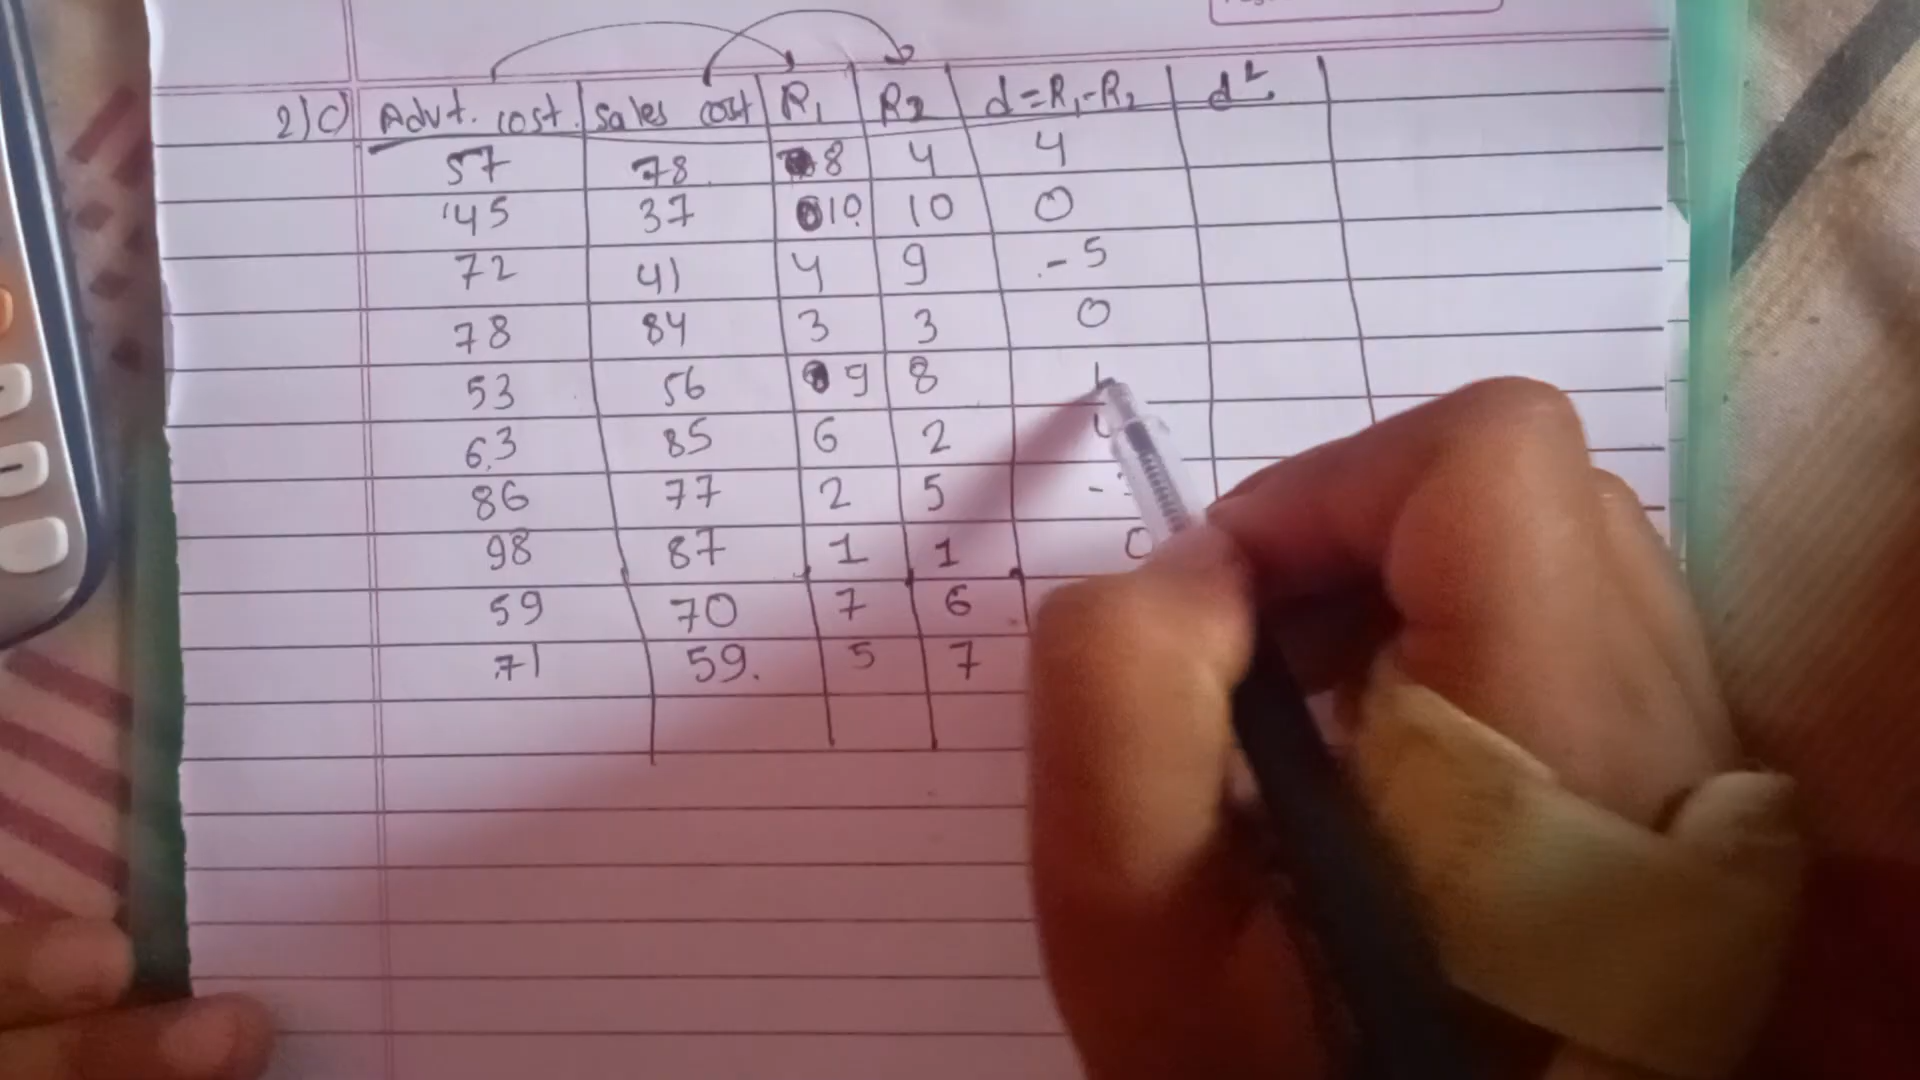 2)C) Advt. cost. Sales cost R1 R2 d=R1-R2 d²
57 78 8 4 4
45 37 10 10 0
72 41 4 9 -5
78 84 3 3 0
53 56 9 8 1
63 85 6 2
86 77 2 5 -
98 87 1 1 0
59 70 7 6
71 59. 5 7